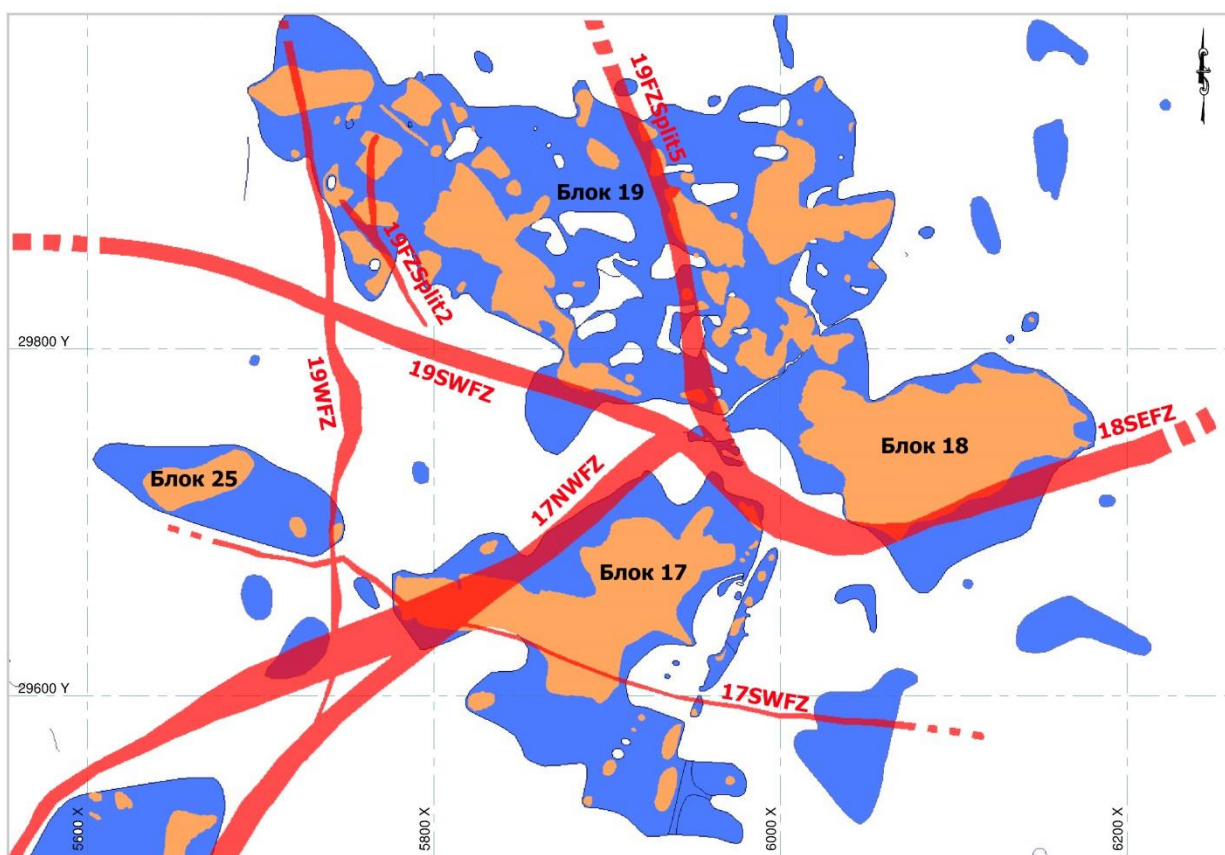 19FZSplit5
Блок 19
19FZSplit2
29800 Y
19WFZ
19SWFZ
18SEFZ
Блок 18
Блок 25
17NWFZ
Блок 17
29600 Y
17SWFZ
5600 X
5800 X
6000 X
6200 X